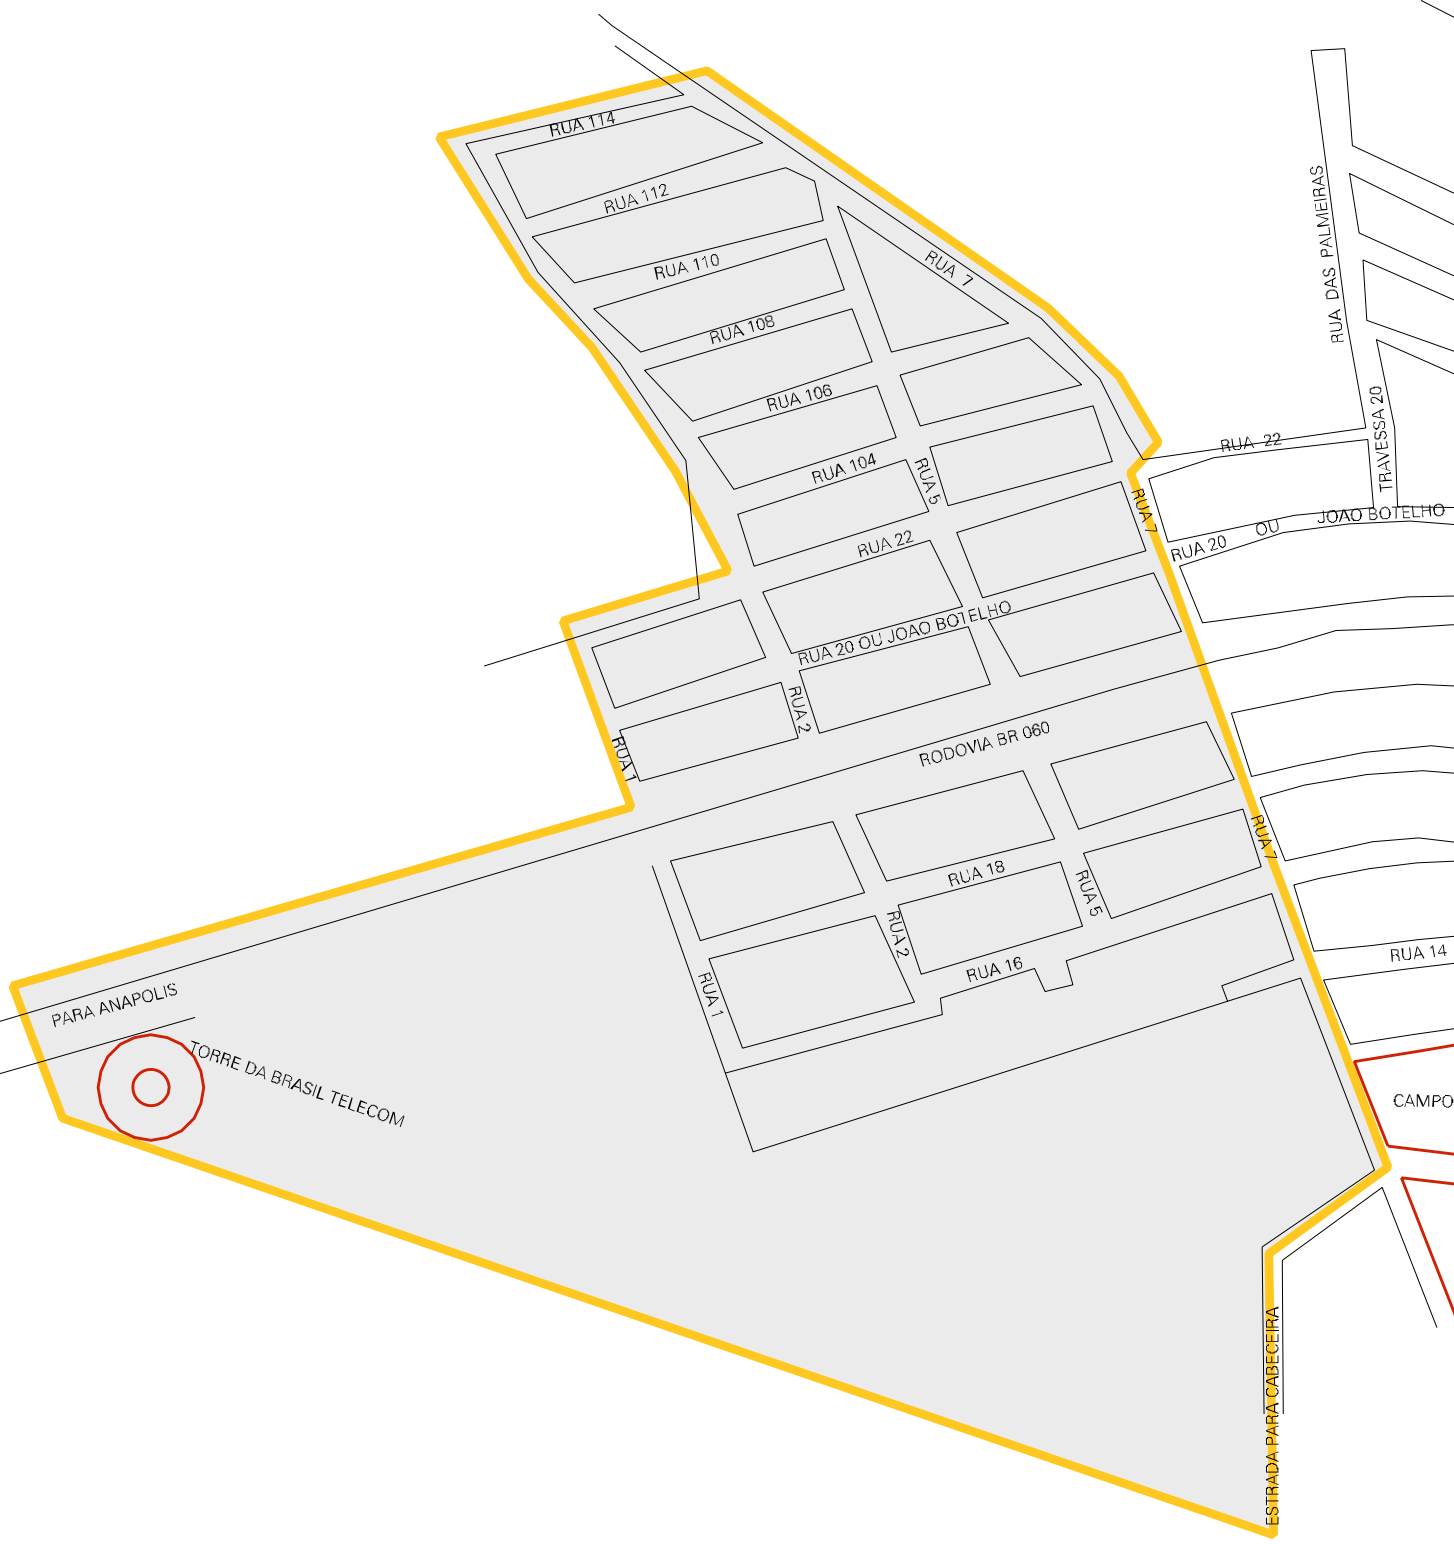 RUA 114
RUA 112
RUA 110
RUA 7
RUA DAS PALMEIRAS
RUA 108
RUA 106
TRAVESSA 20
RUA 22
RUA 104
RUA 5
RUA 7
JOAO BOTELHO
OU
RUA 20
RUA 22
RUA 20 OU JOAO BOTELHO
RUA 2
RUA 1
RODOVIA BR 060
RUA 7
RUA 18
RUA 5
RUA 2
RUA 14
RUA 16
RUA 1
PARA ANAPOLIS
TORRE DA BRASIL TELECOM
CAMPO
ESTRADA PARA CABECEIRA